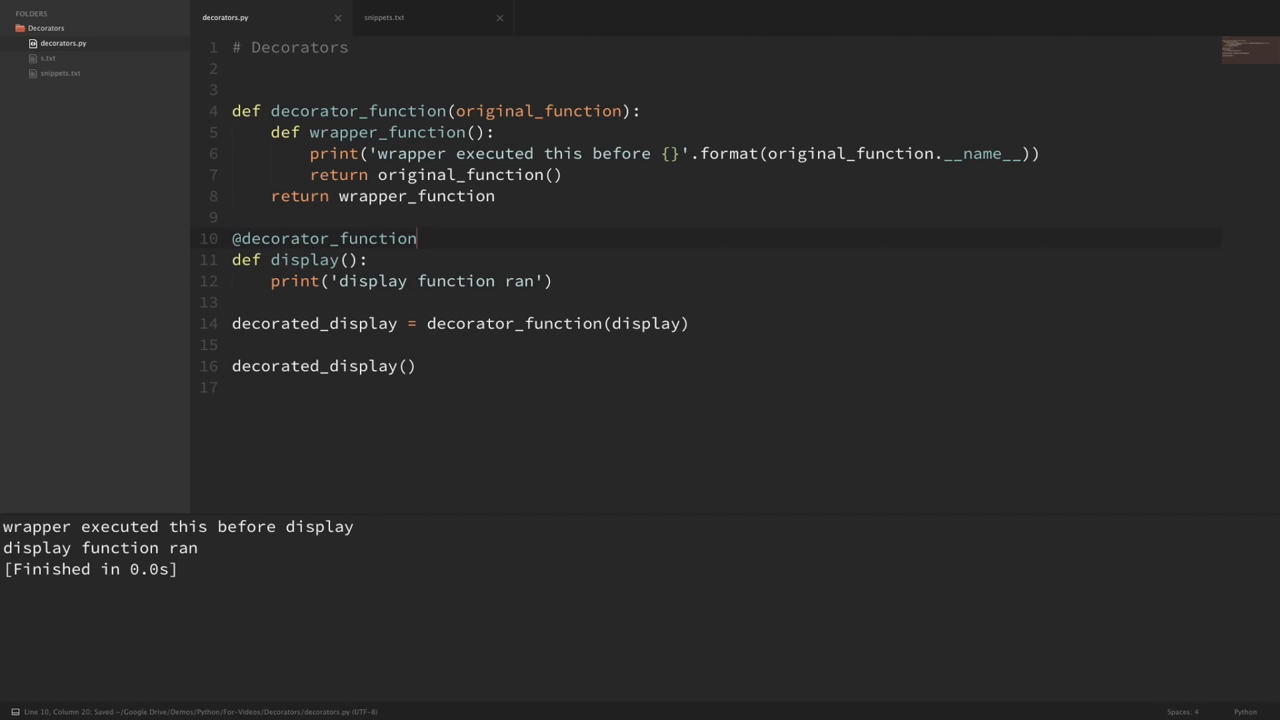 FOLDERS
Decorators
decorators.py
s.txt
snippets.txt
decorators.py
snippets.txt
1 # Decorators
2
3
4 def decorator_function(original_function):
5     def wrapper_function():
6         print('wrapper executed this before {}'.format(original_function.__name__))
7         return original_function()
8     return wrapper_function
9
10 @decorator_function
11 def display():
12     print('display function ran')
13
14 decorated_display = decorator_function(display)
15
16 decorated_display()
17
wrapper executed this before display
display function ran
[Finished in 0.0s]
Line 10, Column 20; Saved ~/Google Drive/Demos/Python/For-Videos/Decorators/decorators.py (UTF-8)
Spaces: 4
Python